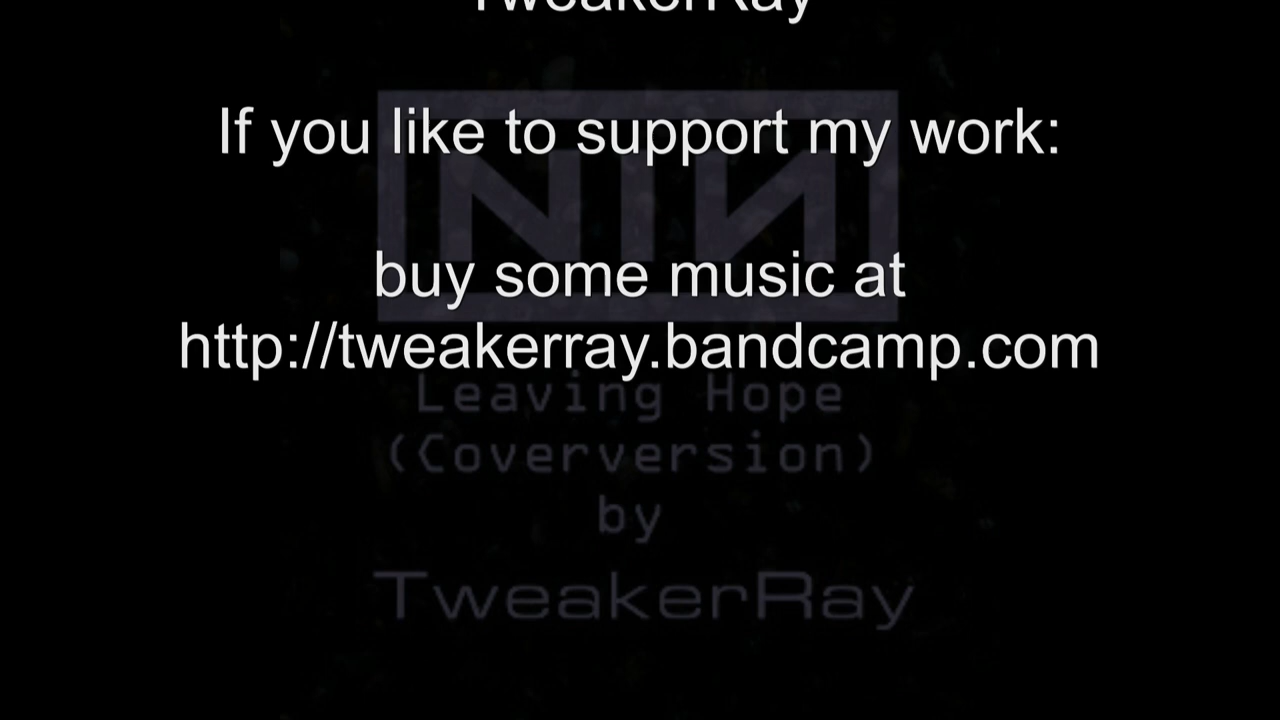 TweakerRay
If you like to support my work:
NIN
buy some music at
http://tweakerray.bandcamp.com
Leaving Hope
(Coverversion)
by
TweakerRay